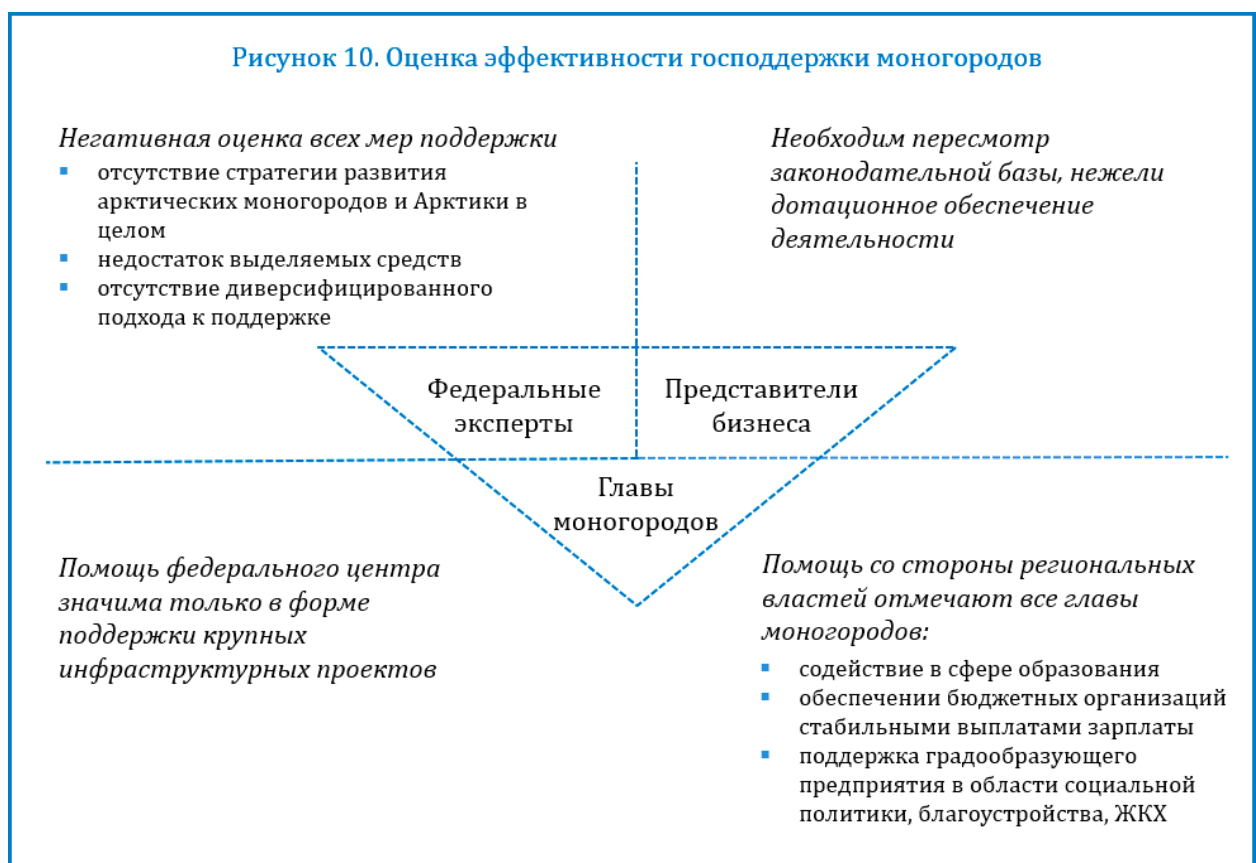 Рисунок 10. Оценка эффективности господдержки моногородов
Негативная оценка всех мер поддержки
▪ отсутствие стратегии развития
арктических моногородов и Арктики в
целом
▪ недостаток выделяемых средств
▪ отсутствие диверсифицированного
подхода к поддержке
Необходим пересмотр
законодательной базы, нежели
дотационное обеспечение
деятельности
Федеральные
эксперты
Представители
бизнеса
Главы
моногородов
Помощь федерального центра
значима только в форме
поддержки крупных
инфраструктурных проектов
Помощь со стороны региональных
властей отмечают все главы
моногородов:
▪ содействие в сфере образования
▪ обеспечении бюджетных организаций
стабильными выплатами зарплаты
▪ поддержка градообразующего
предприятия в области социальной
политики, благоустройства, ЖКХ